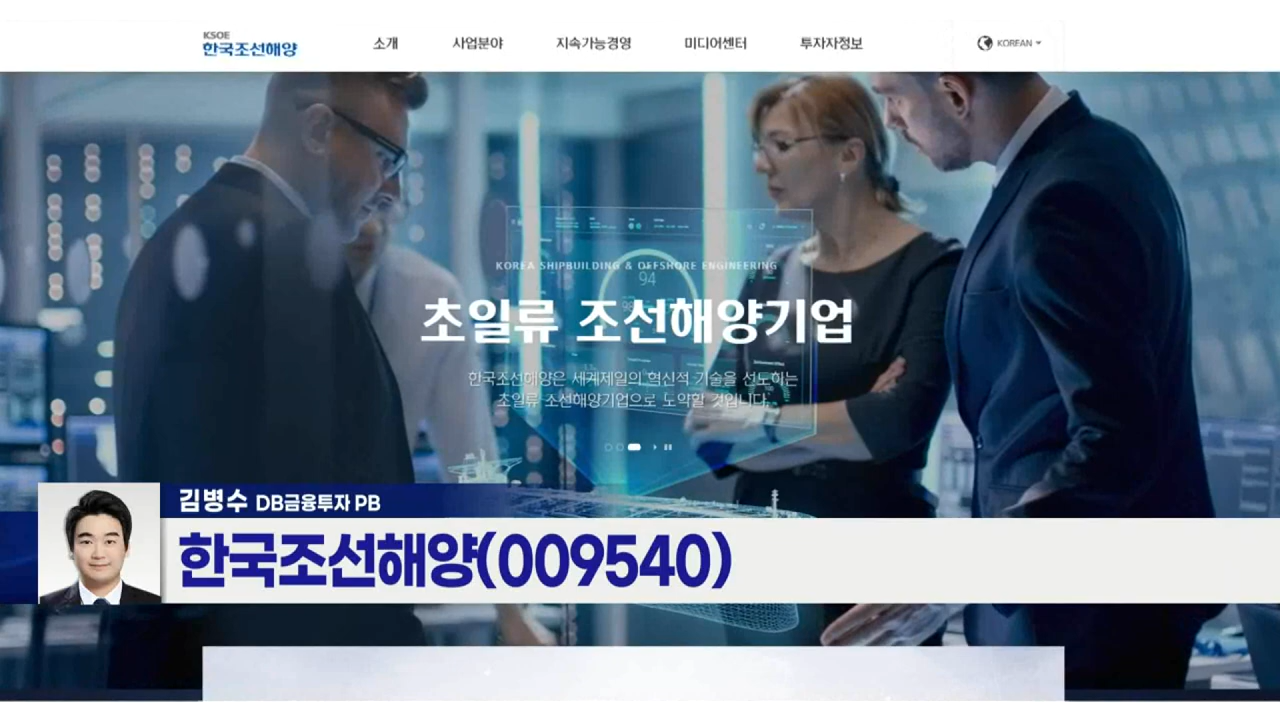 KSOE
한국조선해양
소개
사업분야
지속가능경영
미디어센터
투자자정보
KOREAN
KOREA SHIPBUILDING & OFFSHORE ENGINEERING
94
초일류 조선해양기업
한국조선해양은 세계제일의 혁신적 기술을 선도하는
초일류 조선해양기업으로 도약할 것입니다.
김병수 DB금융투자 PB
한국조선해양(009540)